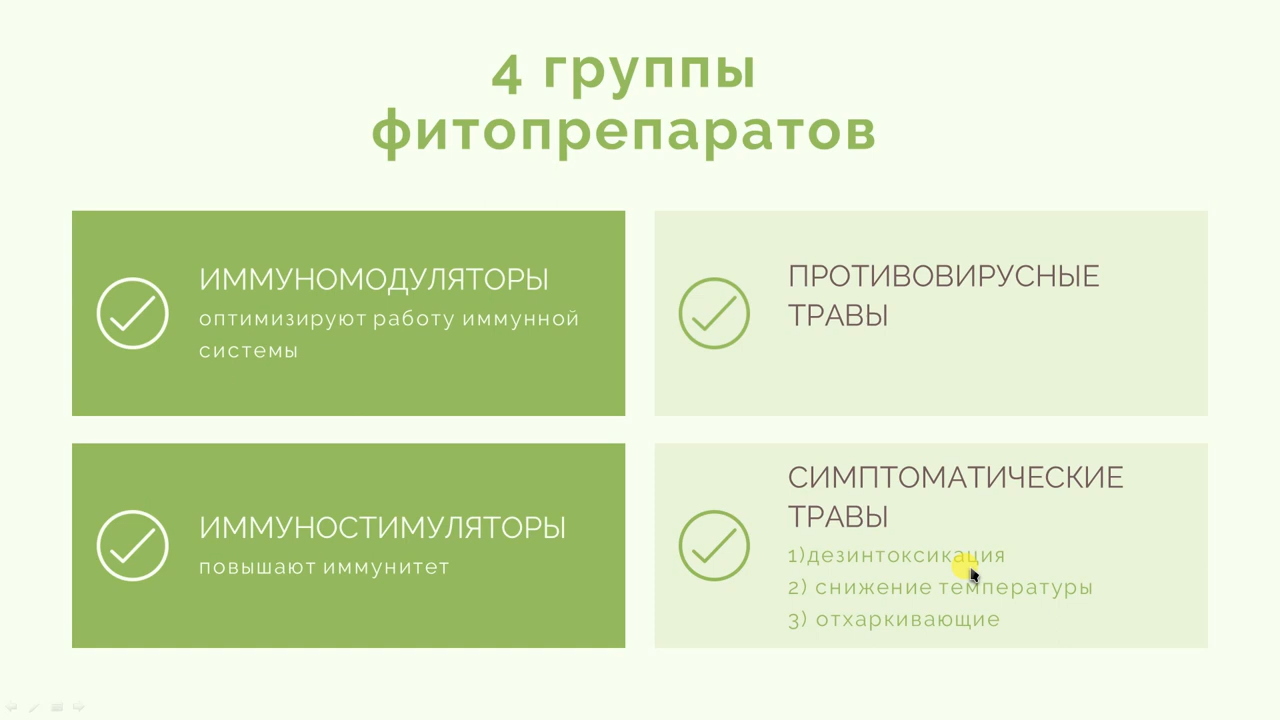 4 группы
фитопрепаратов
ИММУНОМОДУЛЯТОРЫ
оптимизируют работу иммунной
системы
ПРОТИВОВИРУСНЫЕ
ТРАВЫ
ИММУНОСТИМУЛЯТОРЫ
повышают иммунитет
СИМПТОМАТИЧЕСКИЕ
ТРАВЫ
1)дезинтоксикация
2) снижение температуры
3) отхаркивающие